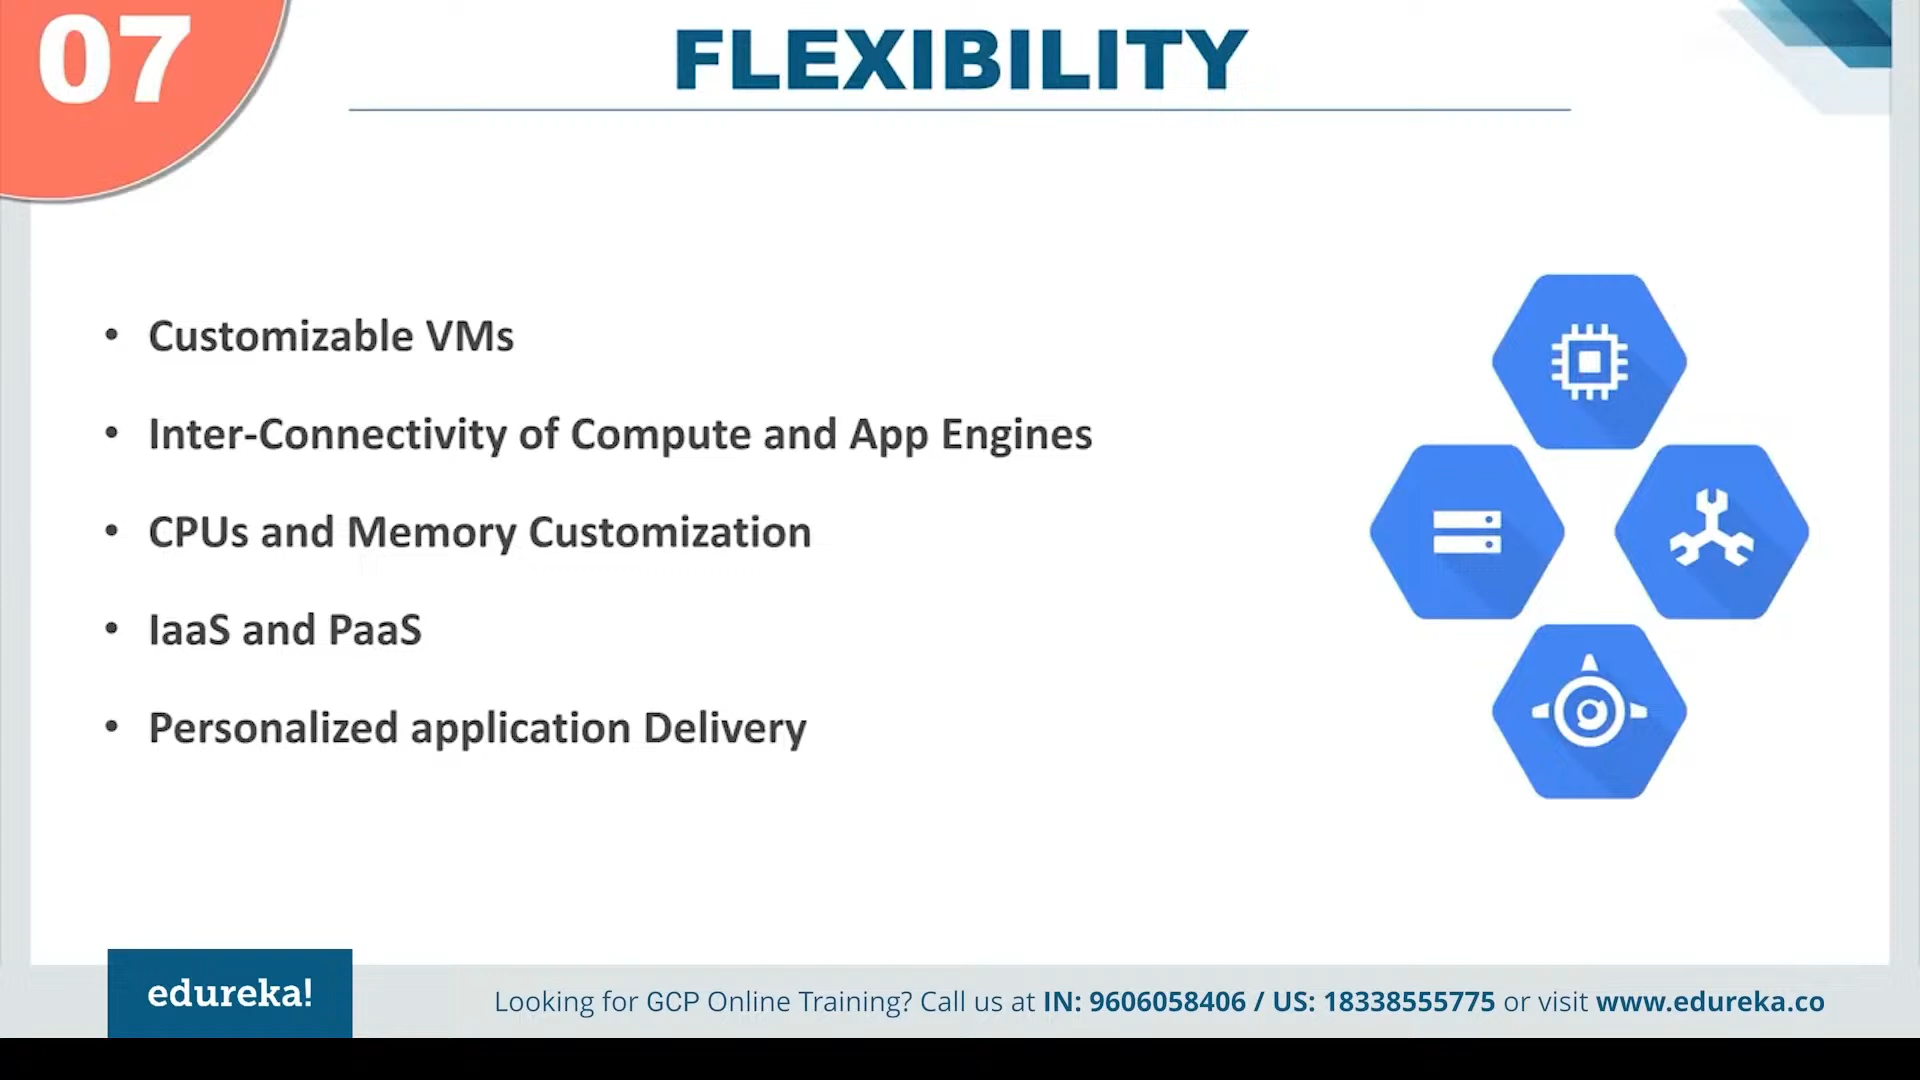 07
FLEXIBILITY
• Customizable VMs
• Inter-Connectivity of Compute and App Engines
• CPUs and Memory Customization
• IaaS and PaaS
• Personalized application Delivery
edureka!
Looking for GCP Online Training? Call us at IN: 9606058406 / US: 18338555775 or visit www.edureka.co